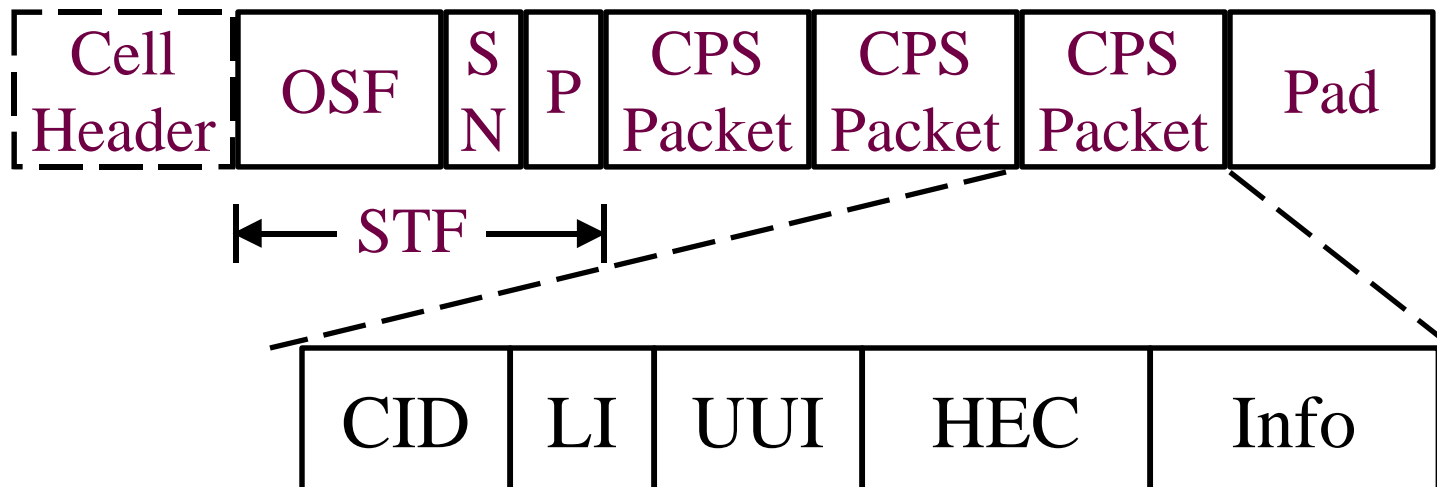 Cell Header
OSF
S N
P
CPS Packet
CPS Packet
CPS Packet
Pad
STF
CID
LI
UUI
HEC
Info